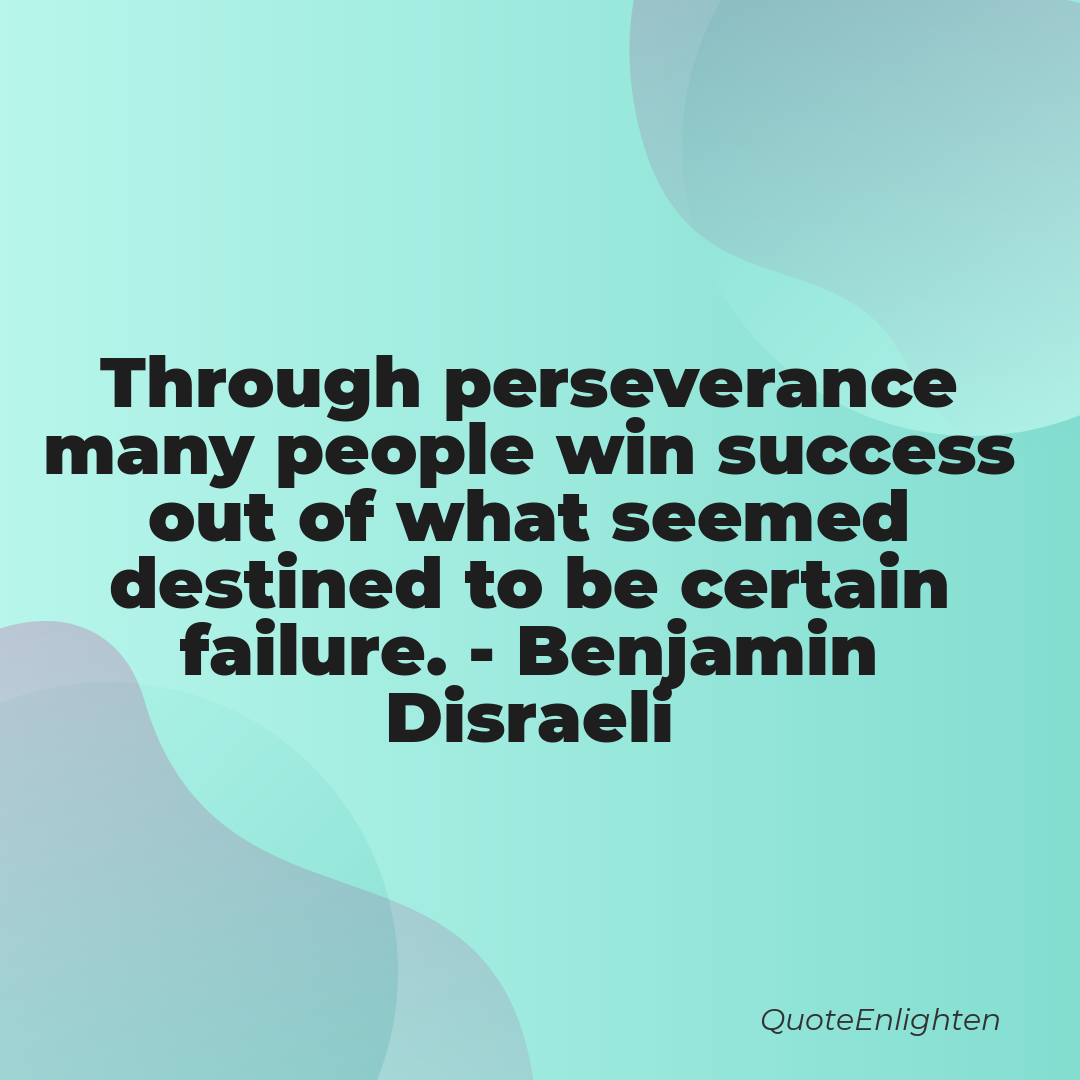 Through perseverance
many people win success
out of what seemed
destined to be certain
failure. - Benjamin
Disraeli
QuoteEnlighten